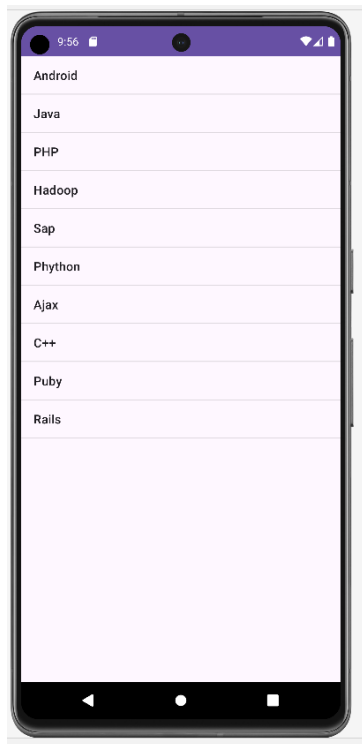 9:56
Android
Java
PHP
Hadoop
Sap
Phython
Ajax
C++
Puby
Rails